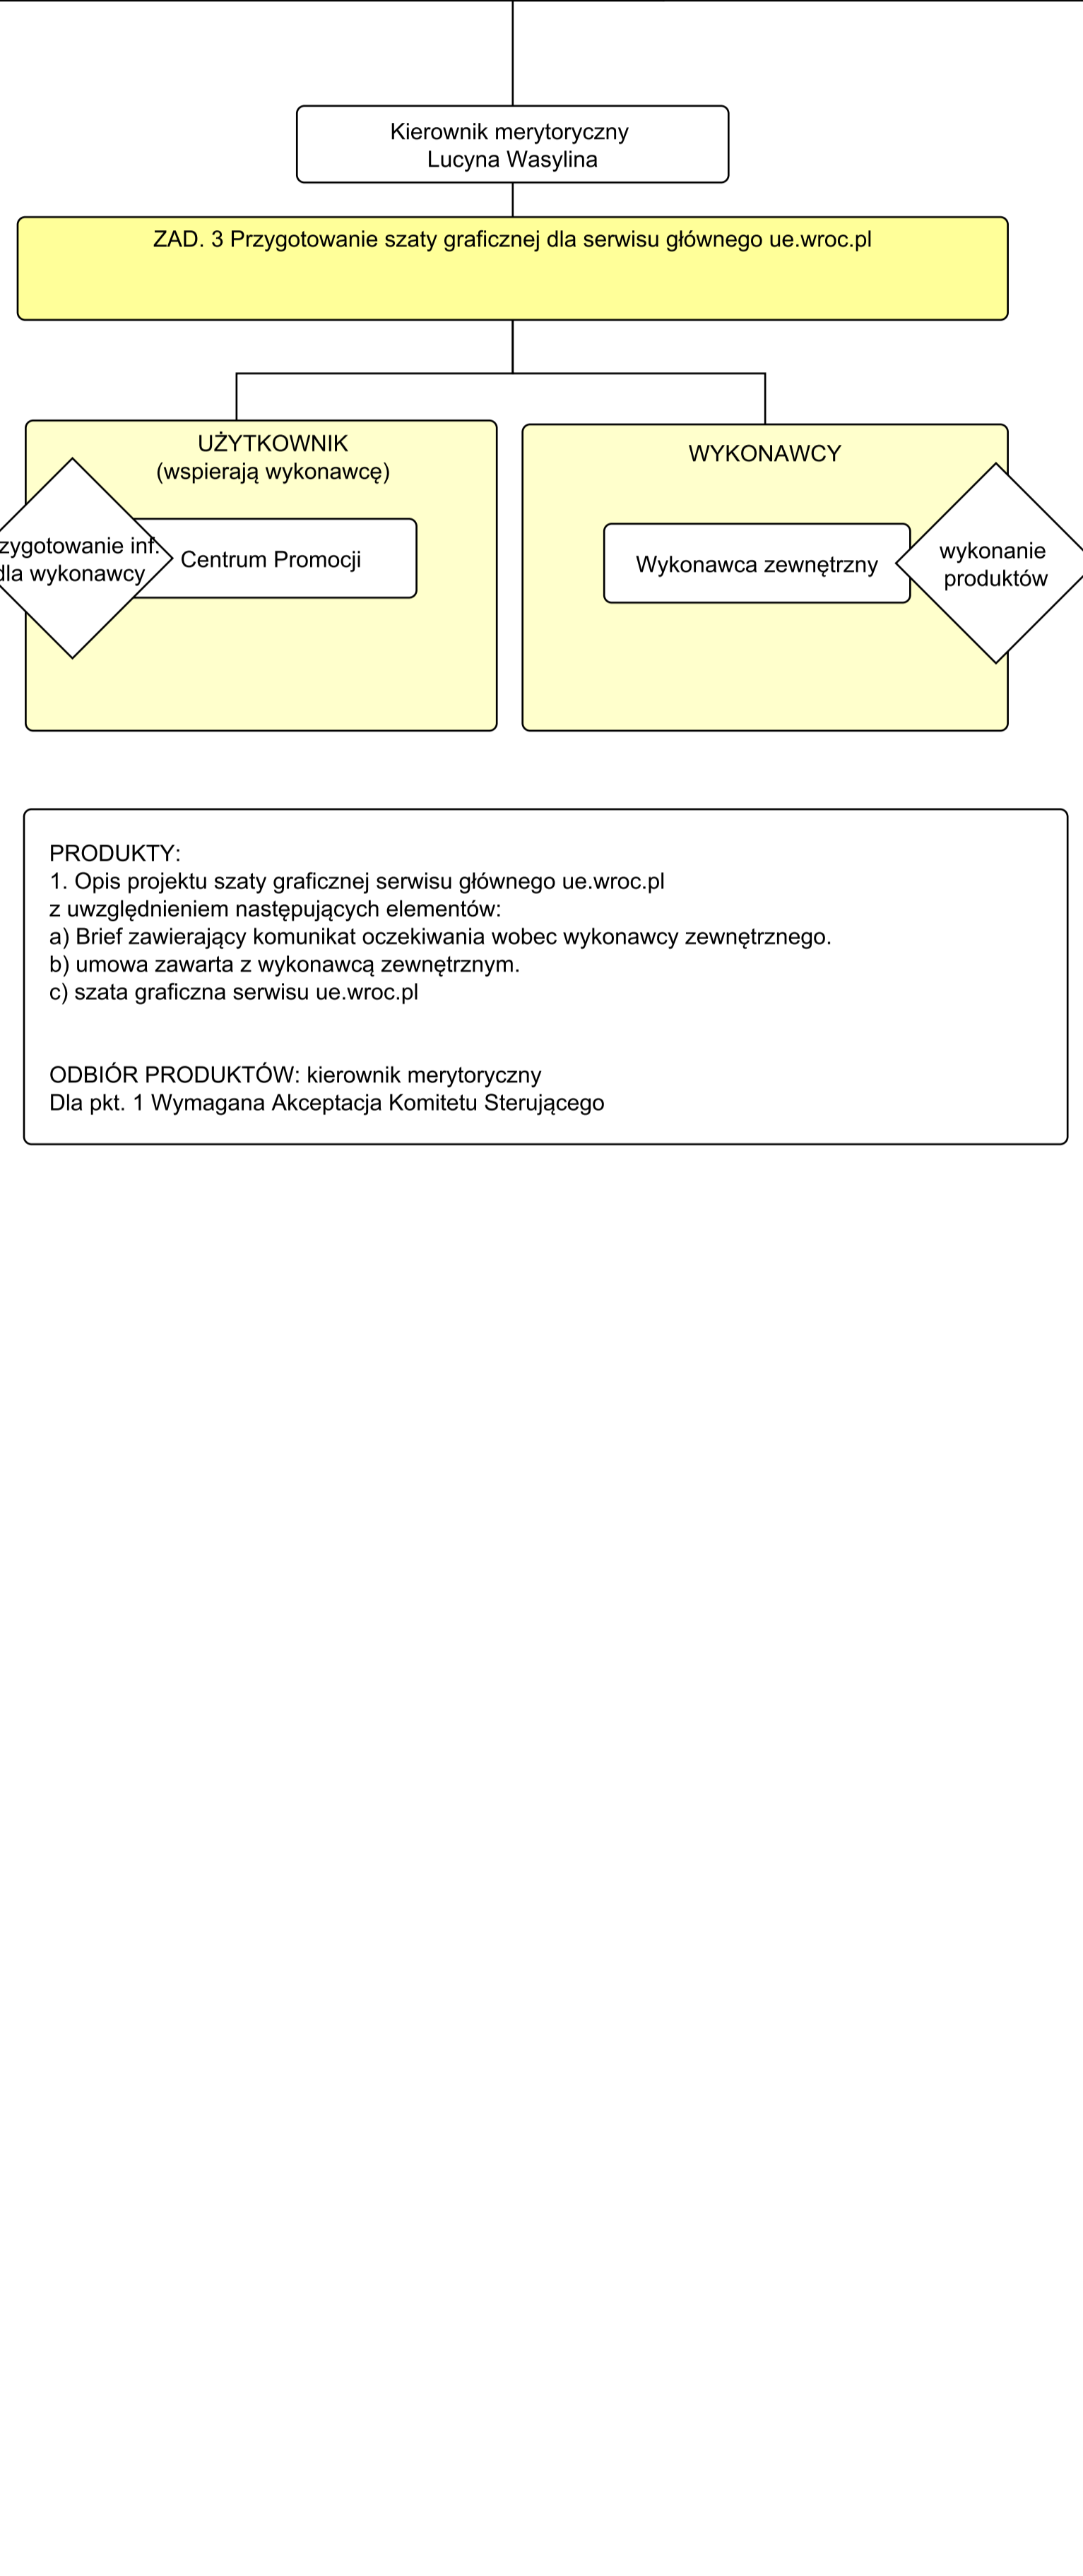 Kierownik merytoryczny
Lucyna Wasylina
ZAD. 3 Przygotowanie szaty graficznej dla serwisu głównego ue.wroc.pl
UŻYTKOWNIK
(wspierają wykonawcę)
zygotowanie inf.
dla wykonawcy
Centrum Promocji
WYKONAWCY
Wykonawca zewnętrzny
wykonanie
produktów
PRODUKTY:
1. Opis projektu szaty graficznej serwisu głównego ue.wroc.pl
z uwzględnieniem następujących elementów:
a) Brief zawierający komunikat oczekiwania wobec wykonawcy zewnętrznego.
b) umowa zawarta z wykonawcą zewnętrznym.
c) szata graficzna serwisu ue.wroc.pl
ODBIÓR PRODUKTÓW: kierownik merytoryczny
Dla pkt. 1 Wymagana Akceptacja Komitetu Sterującego